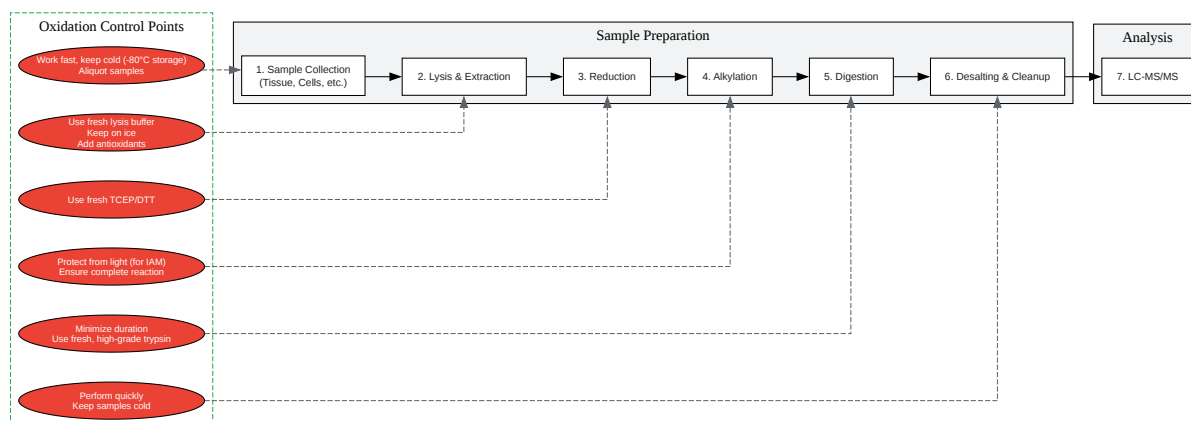 Oxidation Control Points
Work fast, keep cold (-80°C storage)
Aliquot samples
Use fresh lysis buffer
Keep on ice
Add antioxidants
Use fresh TCEP/DTT
Protect from light (for IAM)
Ensure complete reaction
Minimize duration
Use fresh, high-grade trypsin
Perform quickly
Keep samples cold
Sample Preparation
1. Sample Collection
(Tissue, Cells, etc.)
2. Lysis & Extraction
3. Reduction
4. Alkylation
5. Digestion
6. Desalting & Cleanup
Analysis
7. LC-MS/MS